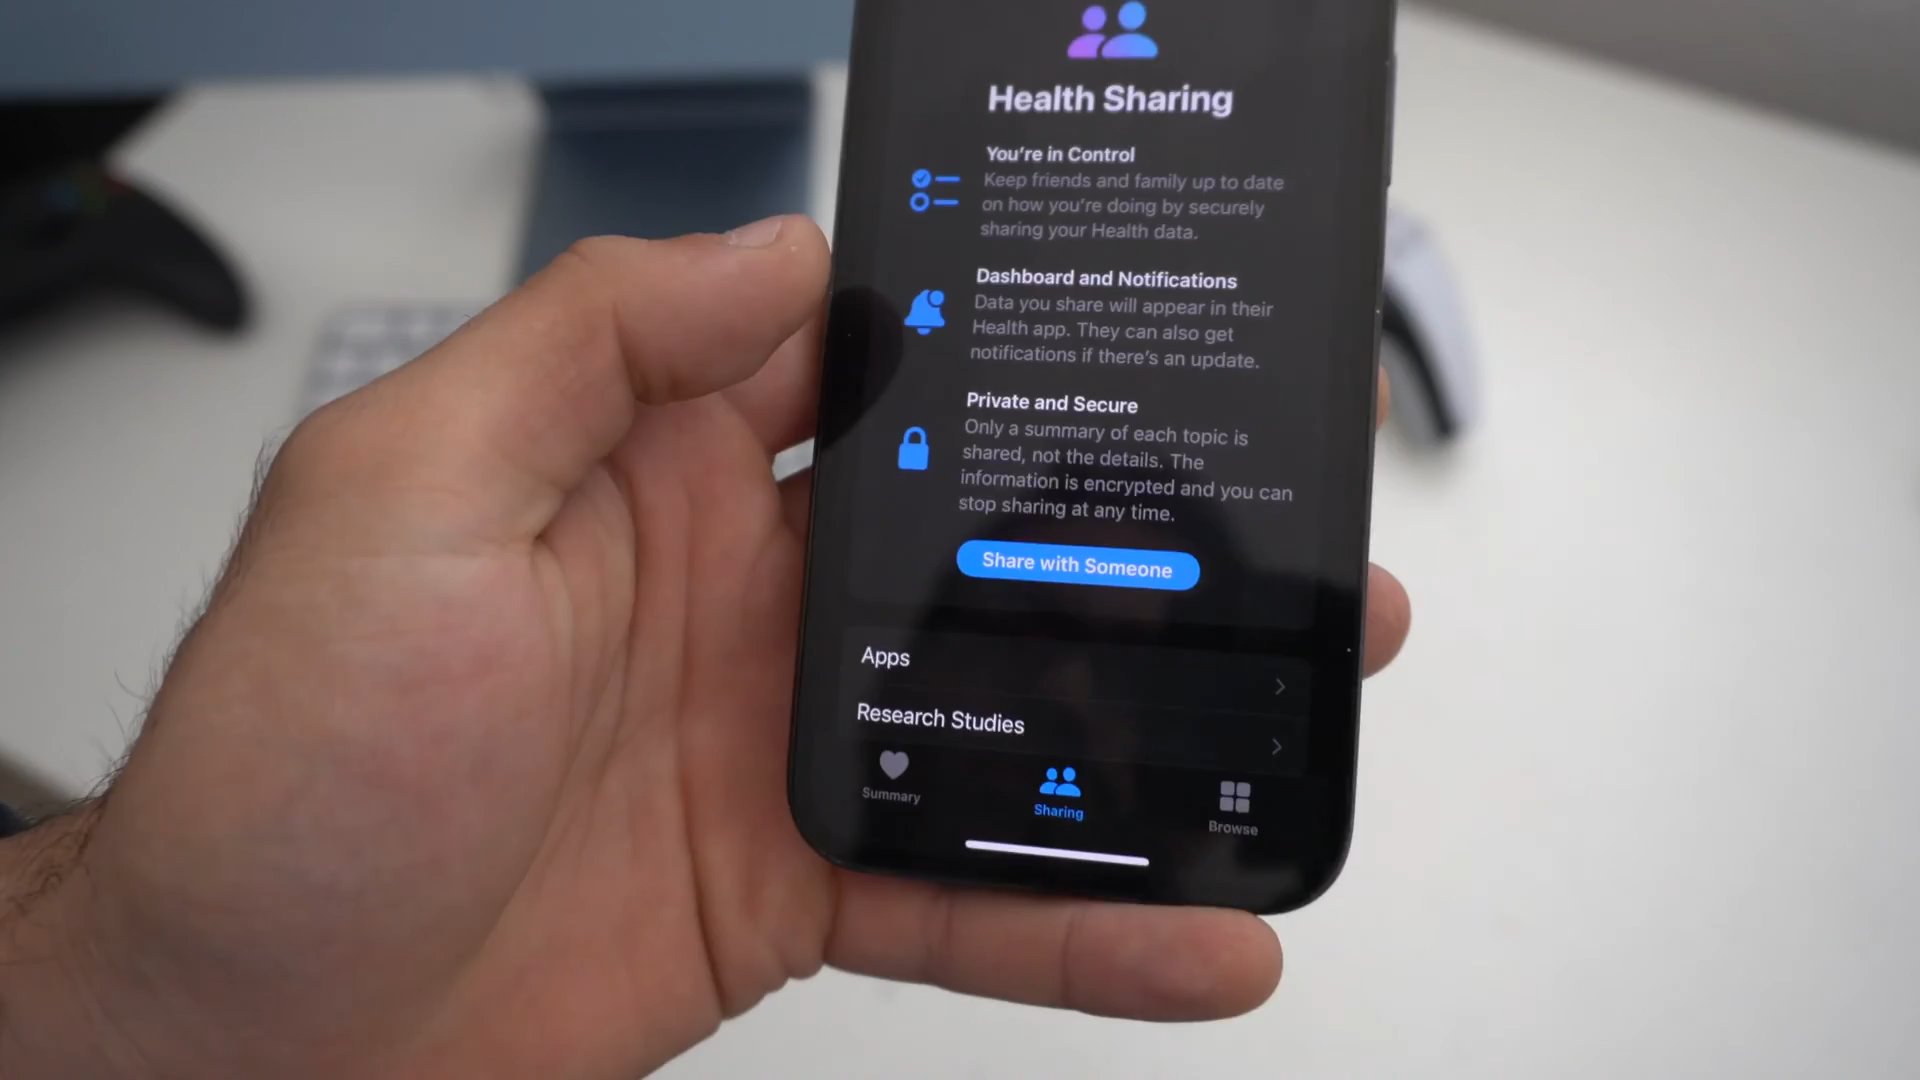 Health Sharing
You're in Control
Keep friends and family up to date
on how you're doing by securely
sharing your Health data.
Dashboard and Notifications
Data you share will appear in their
Health app. They can also get
notifications if there's an update.
Private and Secure
Only a summary of each topic is
shared, not the details. The
information is encrypted and you can
stop sharing at any time.
Share with Someone
Apps
Research Studies
Summary
Sharing
Browse